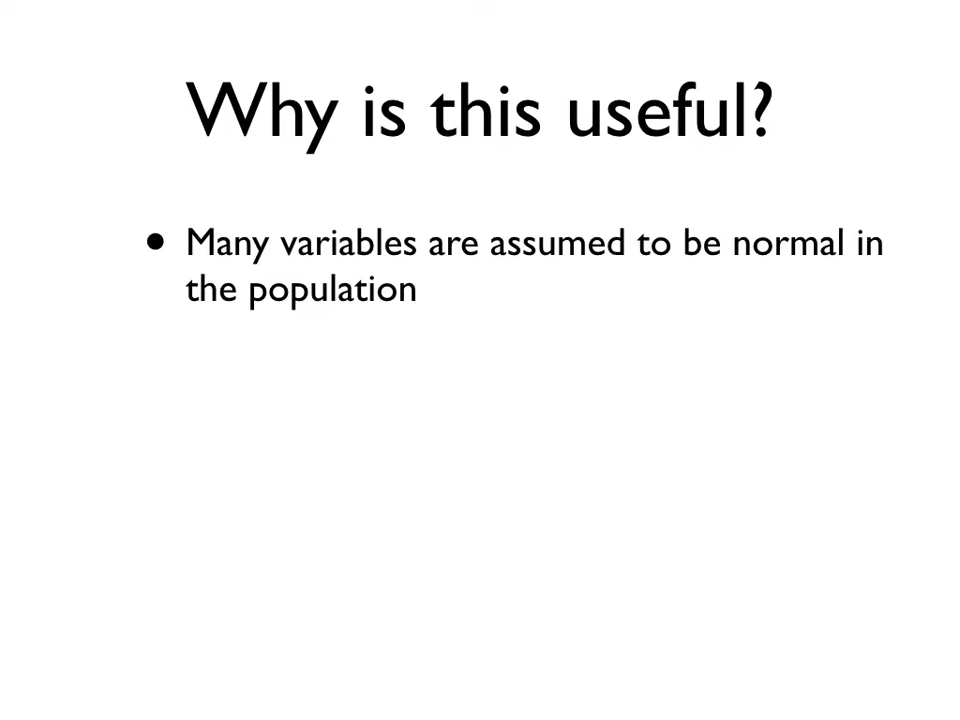 Why is this useful?
• Many variables are assumed to be normal in
the population